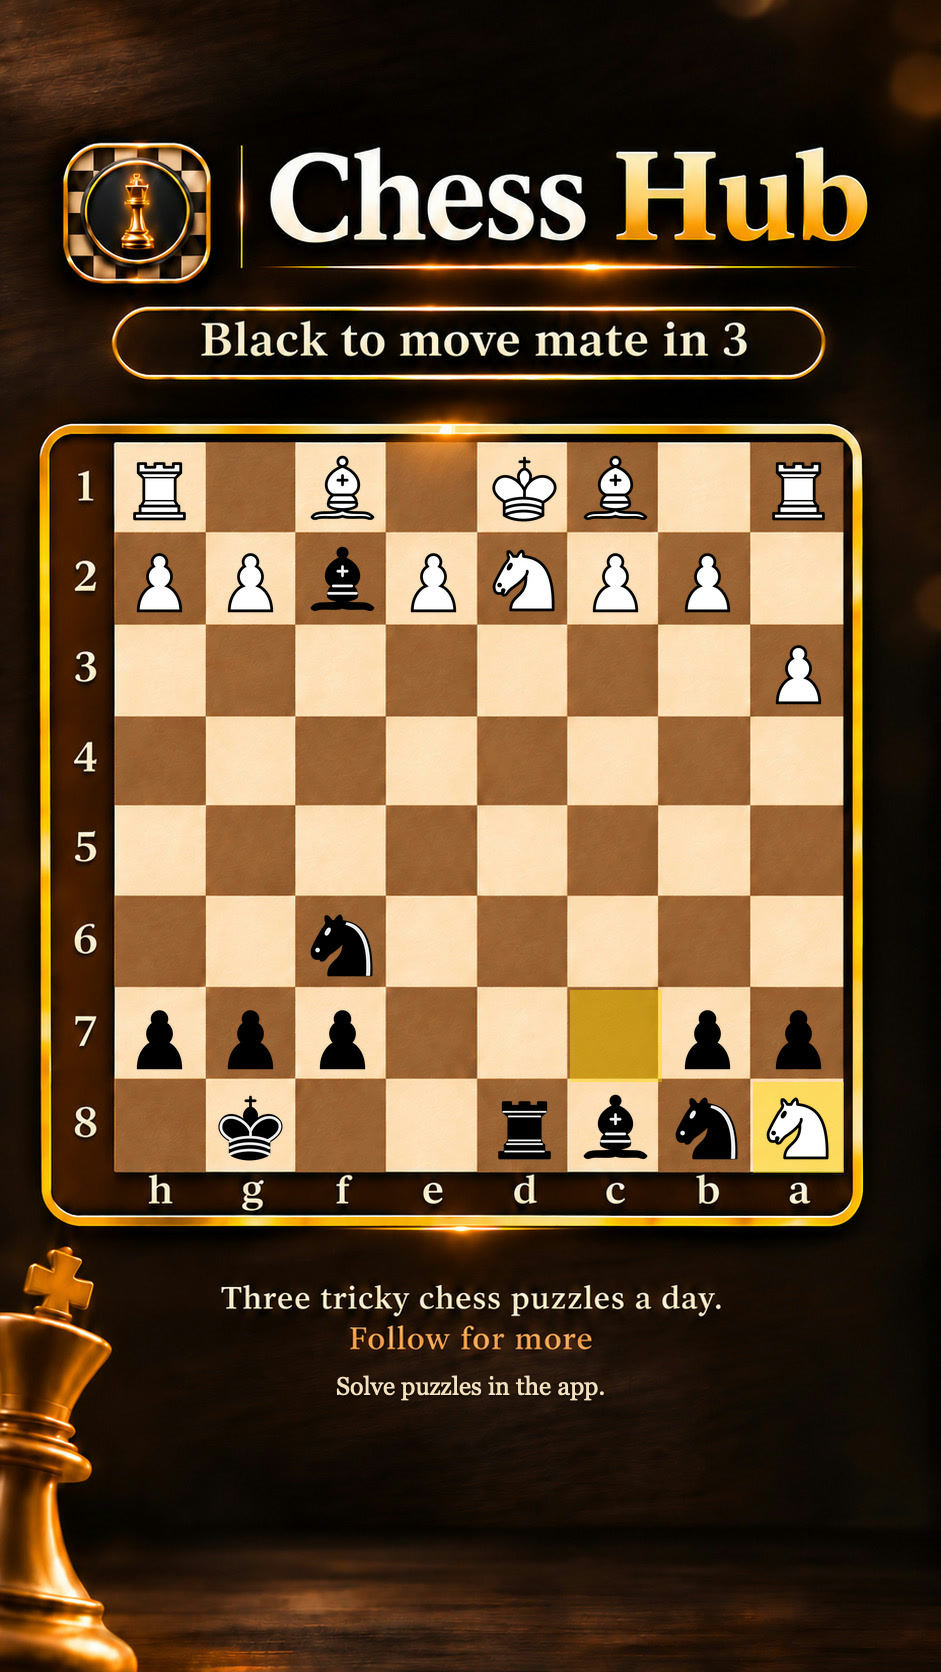 Chess Hub
Black to move mate in 3
1
2
3
4
5
6
7
8
h g f e d c b a
Three tricky chess puzzles a day.
Follow for more
Solve puzzles in the app.